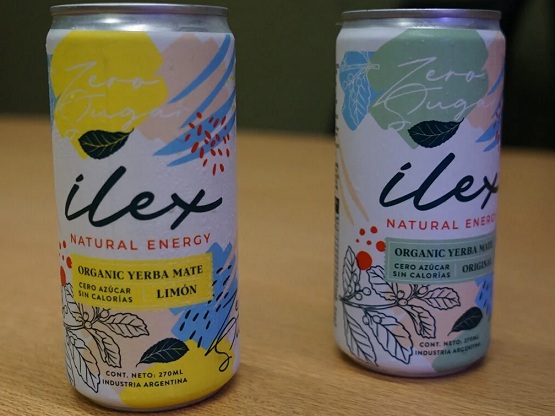 Zero
Sugar
ilex
NATURAL ENERGY
ORGANIC YERBA MATE
CERO AZÚCAR
SIN CALORÍAS
LIMÓN
CONT. NETO: 270ML
INDUSTRIA ARGENTINA
Zero
Sugar
ilex
NATURAL ENERGY
ORGANIC YERBA MATE
CERO AZÚCAR
SIN CALORÍAS
ORIGINAL
CONT. NETO: 270ML
INDUSTRIA ARGENTINA